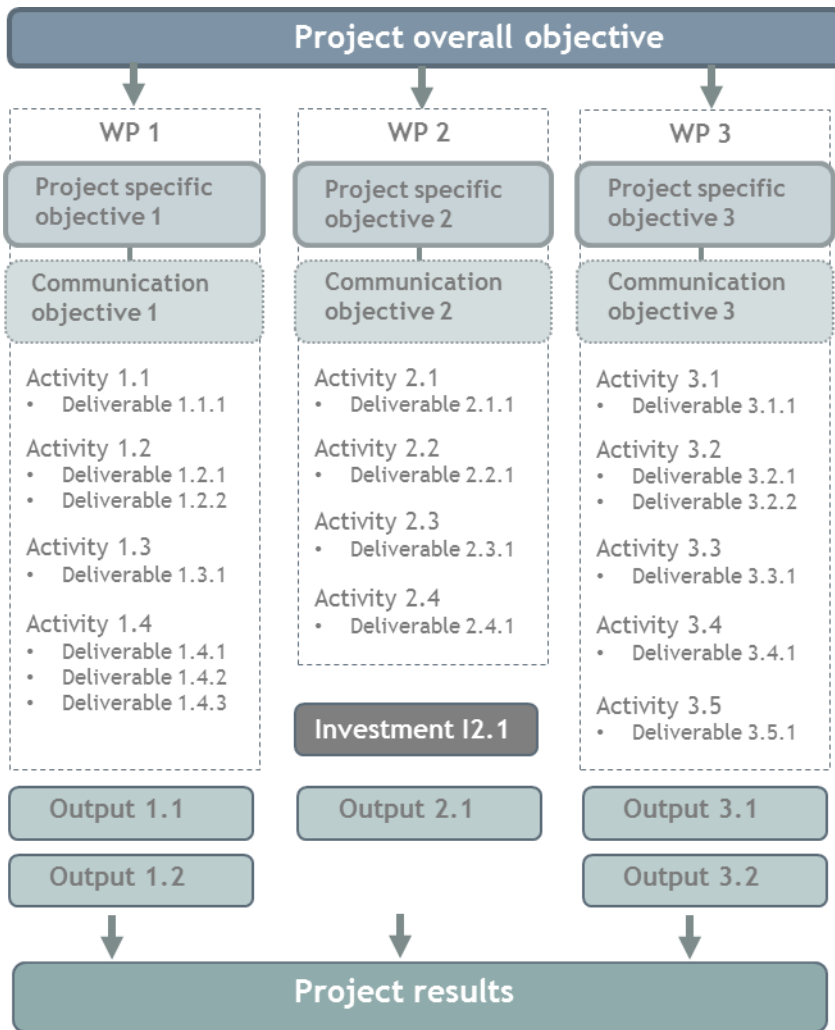 Project overall objective
WP 1
Project specific
objective 1
Communication
objective 1
Activity 1.1
• Deliverable 1.1.1
Activity 1.2
• Deliverable 1.2.1
• Deliverable 1.2.2
Activity 1.3
• Deliverable 1.3.1
Activity 1.4
• Deliverable 1.4.1
• Deliverable 1.4.2
• Deliverable 1.4.3
Output 1.1
Output 1.2
WP 2
Project specific
objective 2
Communication
objective 2
Activity 2.1
• Deliverable 2.1.1
Activity 2.2
• Deliverable 2.2.1
Activity 2.3
• Deliverable 2.3.1
Activity 2.4
• Deliverable 2.4.1
Investment I2.1
Output 2.1
WP 3
Project specific
objective 3
Communication
objective 3
Activity 3.1
• Deliverable 3.1.1
Activity 3.2
• Deliverable 3.2.1
• Deliverable 3.2.2
Activity 3.3
• Deliverable 3.3.1
Activity 3.4
• Deliverable 3.4.1
Activity 3.5
• Deliverable 3.5.1
Output 3.1
Output 3.2
Project results